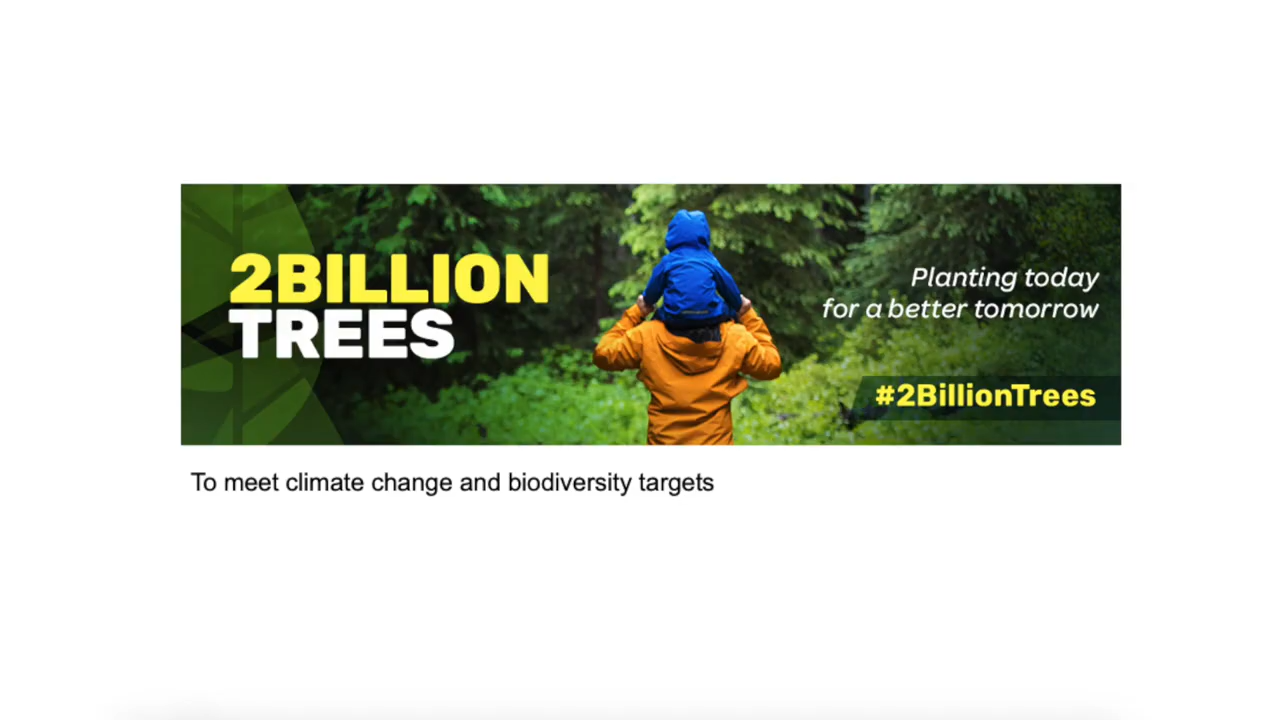 2BILLION
TREES
Planting today
for a better tomorrow
#2BillionTrees
To meet climate change and biodiversity targets